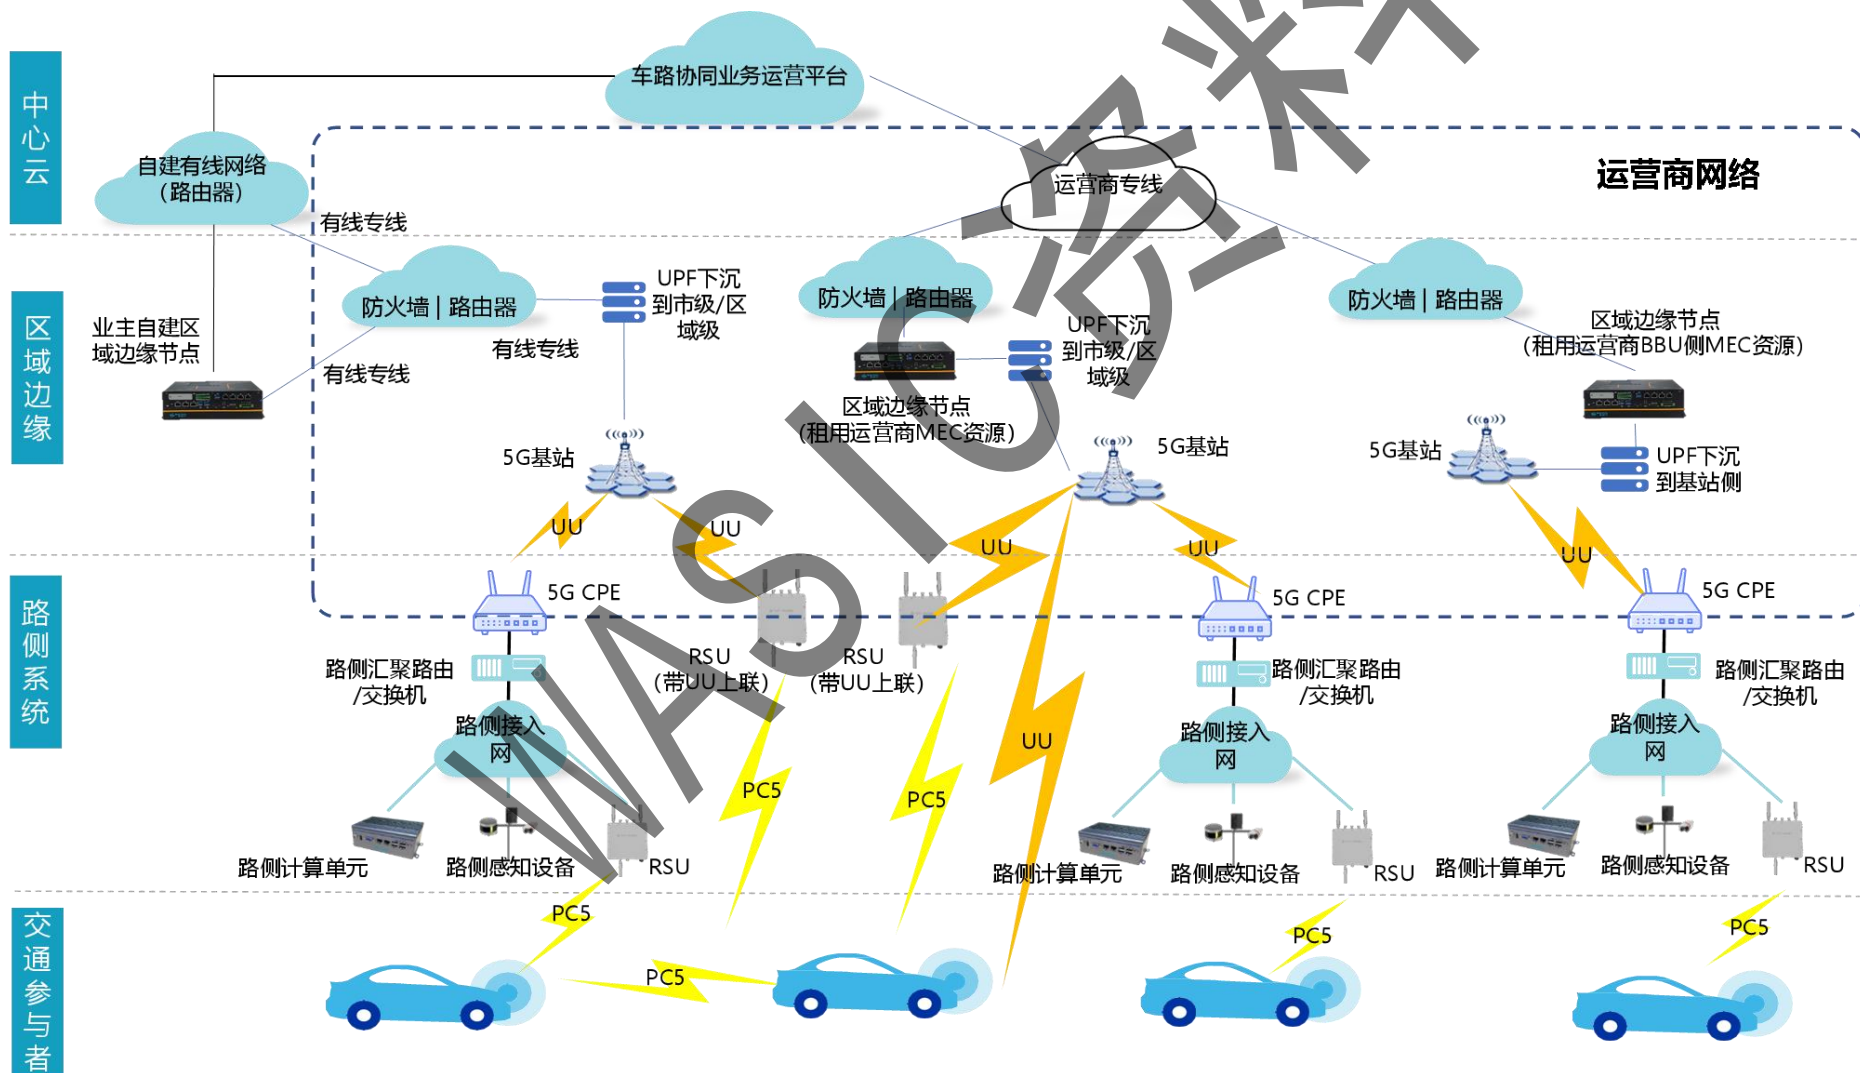 中心云
车路协同业务运营平台
自建有线网络
（路由器）
运营商专线
运营商网络
有线专线
区域边缘
业主自建区
域边缘节点
防火墙 | 路由器
有线专线
有线专线
UPF下沉
到市级/区
域级
5G基站
UU
UU
防火墙 | 路由器
UPF下沉
到市级/区
域级
区域边缘节点
(租用运营商MEC资源）
5G基站
UU
UU
UU
防火墙 | 路由器
区域边缘节点
（租用运营商BBU侧MEC资源）
5G基站
UPF下沉
到基站侧
UU
路侧系统
5G CPE
路侧汇聚路由
/交换机
路侧接入
网
路侧计算单元
路侧感知设备
RSU
RSU
（带UU上联）
RSU
（带UU上联）
PC5
PC5
5G CPE
路侧汇聚路由
/交换机
路侧接入
网
路侧计算单元
路侧感知设备
RSU
5G CPE
路侧汇聚路由
/交换机
路侧接入
网
路侧计算单元
路侧感知设备
RSU
交通参与者
PC5
PC5
PC5
PC5
WASIC资料